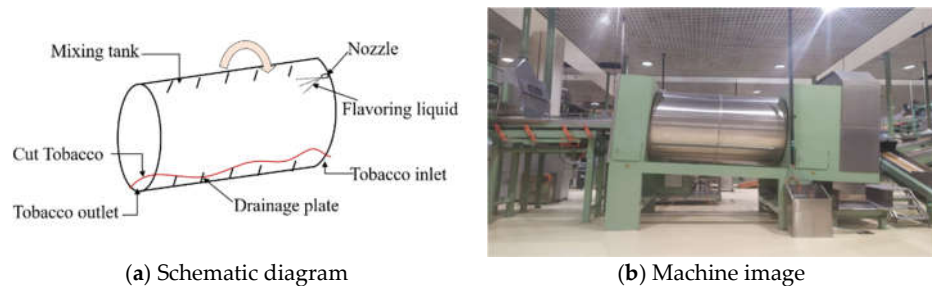 Mixing tank
Nozzle
Flavoring liquid
Cut Tobacco
Tobacco inlet
Tobacco outlet
Drainage plate
(a) Schematic diagram
(b) Machine image